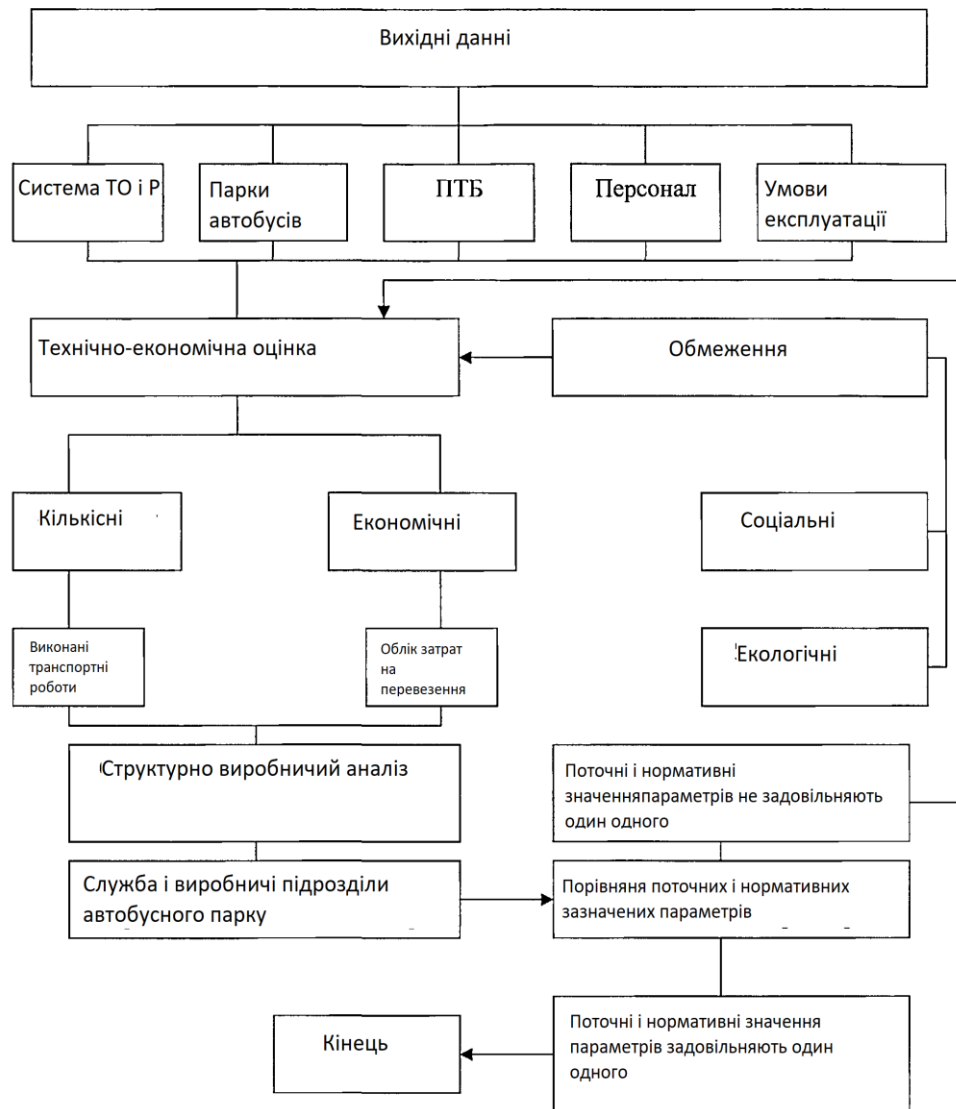 Вихідні данні
Система ТО і Р
Парки
автобусів
ПТБ
Персонал
Умови
експлуатації
Технічно-економічна оцінка
Обмеження
Кількісні
Економічні
Соціальні
Виконані
транспортні
роботи
Облік затрат
на
перевезення
Екологічні
Структурно виробничий аналіз
Поточні і нормативні
значенняпараметрів не задовільняють
один одного
Служба і виробничі підрозділи
автобусного парку
Порівняня поточних і нормативних
зазначених параметрів
Кінець
Поточні і нормативні значення
параметрів задовільняють один
одного